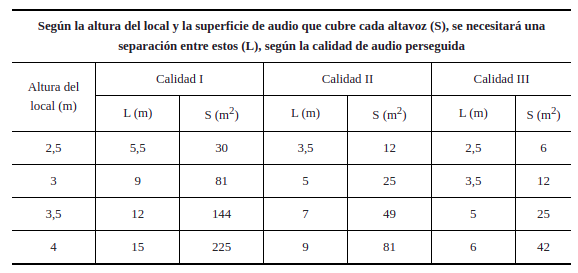 Según la altura del local y la superficie de audio que cubre cada altavoz (S), se necesitará una
separación entre estos (L), según la calidad de audio perseguida
Altura del
local (m)
Calidad I Calidad II Calidad III
L (m) S (m²) L (m) S (m²) L (m) S (m²)
2,5 5,5 30 3,5 12 2,5 6
3 9 81 5 25 3,5 12
3,5 12 144 7 49 5 25
4 15 225 9 81 6 42